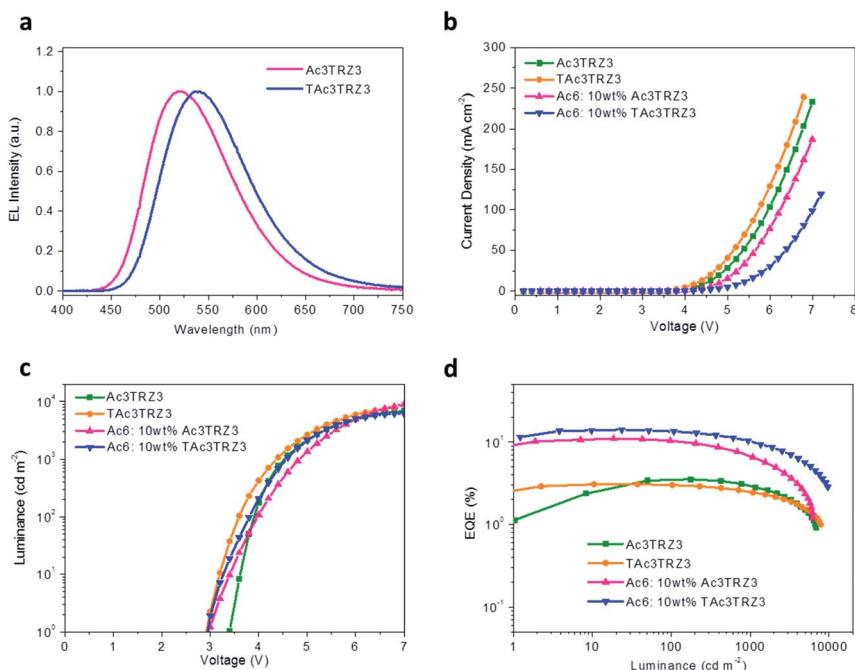 a
1.2
1.0
0.8
0.6
0.4
0.2
0.0
EL Intensity (a.u.)
Ac3TRZ3
TAc3TRZ3
400 450 500 550 600 650 700 750
Wavelength (nm)
b
300
250
200
150
100
50
0
Current Density (mA cm⁻²)
Ac3TRZ3
TAc3TRZ3
Ac6: 10wt% Ac3TRZ3
Ac6: 10wt% TAc3TRZ3
0 1 2 3 4 5 6 7 8
Voltage (V)
c
10⁴
10³
10²
10¹
10⁰
Luminance (cd m⁻²)
Ac3TRZ3
TAc3TRZ3
Ac6: 10wt% Ac3TRZ3
Ac6: 10wt% TAc3TRZ3
0 1 2 3 4 5 6 7
Voltage (V)
d
10¹
10⁰
10⁻¹
EQE (%)
Ac3TRZ3
TAc3TRZ3
Ac6: 10wt% Ac3TRZ3
Ac6: 10wt% TAc3TRZ3
1 10 100 1000 10000
Luminance (cd m⁻²)